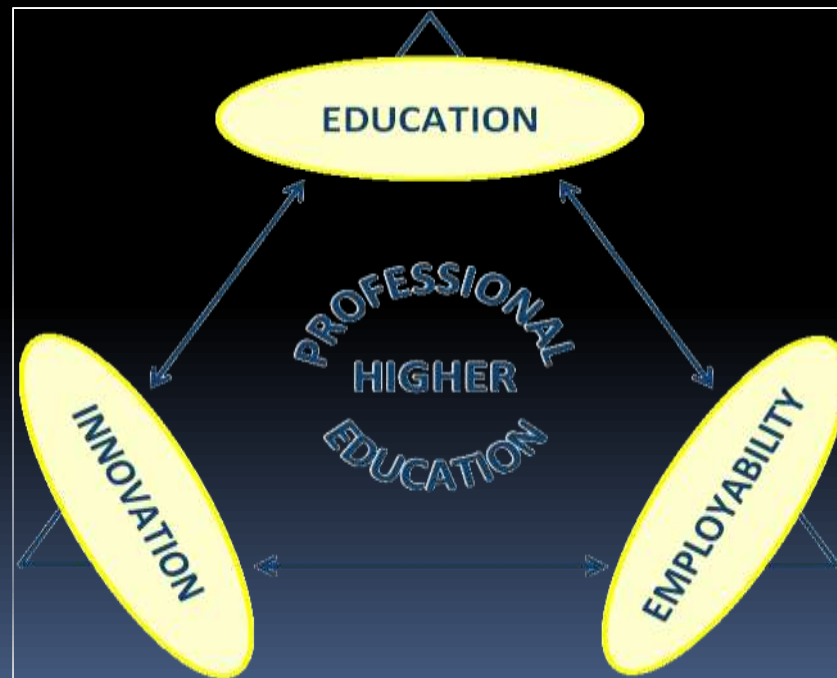 EDUCATION
PROFESSIONAL
HIGHER
EDUCATION
INNOVATION
EMPLOYABILITY